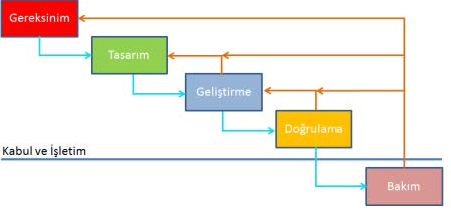 Gereksinim
Tasarım
Geliştirme
Doğrulama
Kabul ve İşletim
Bakım